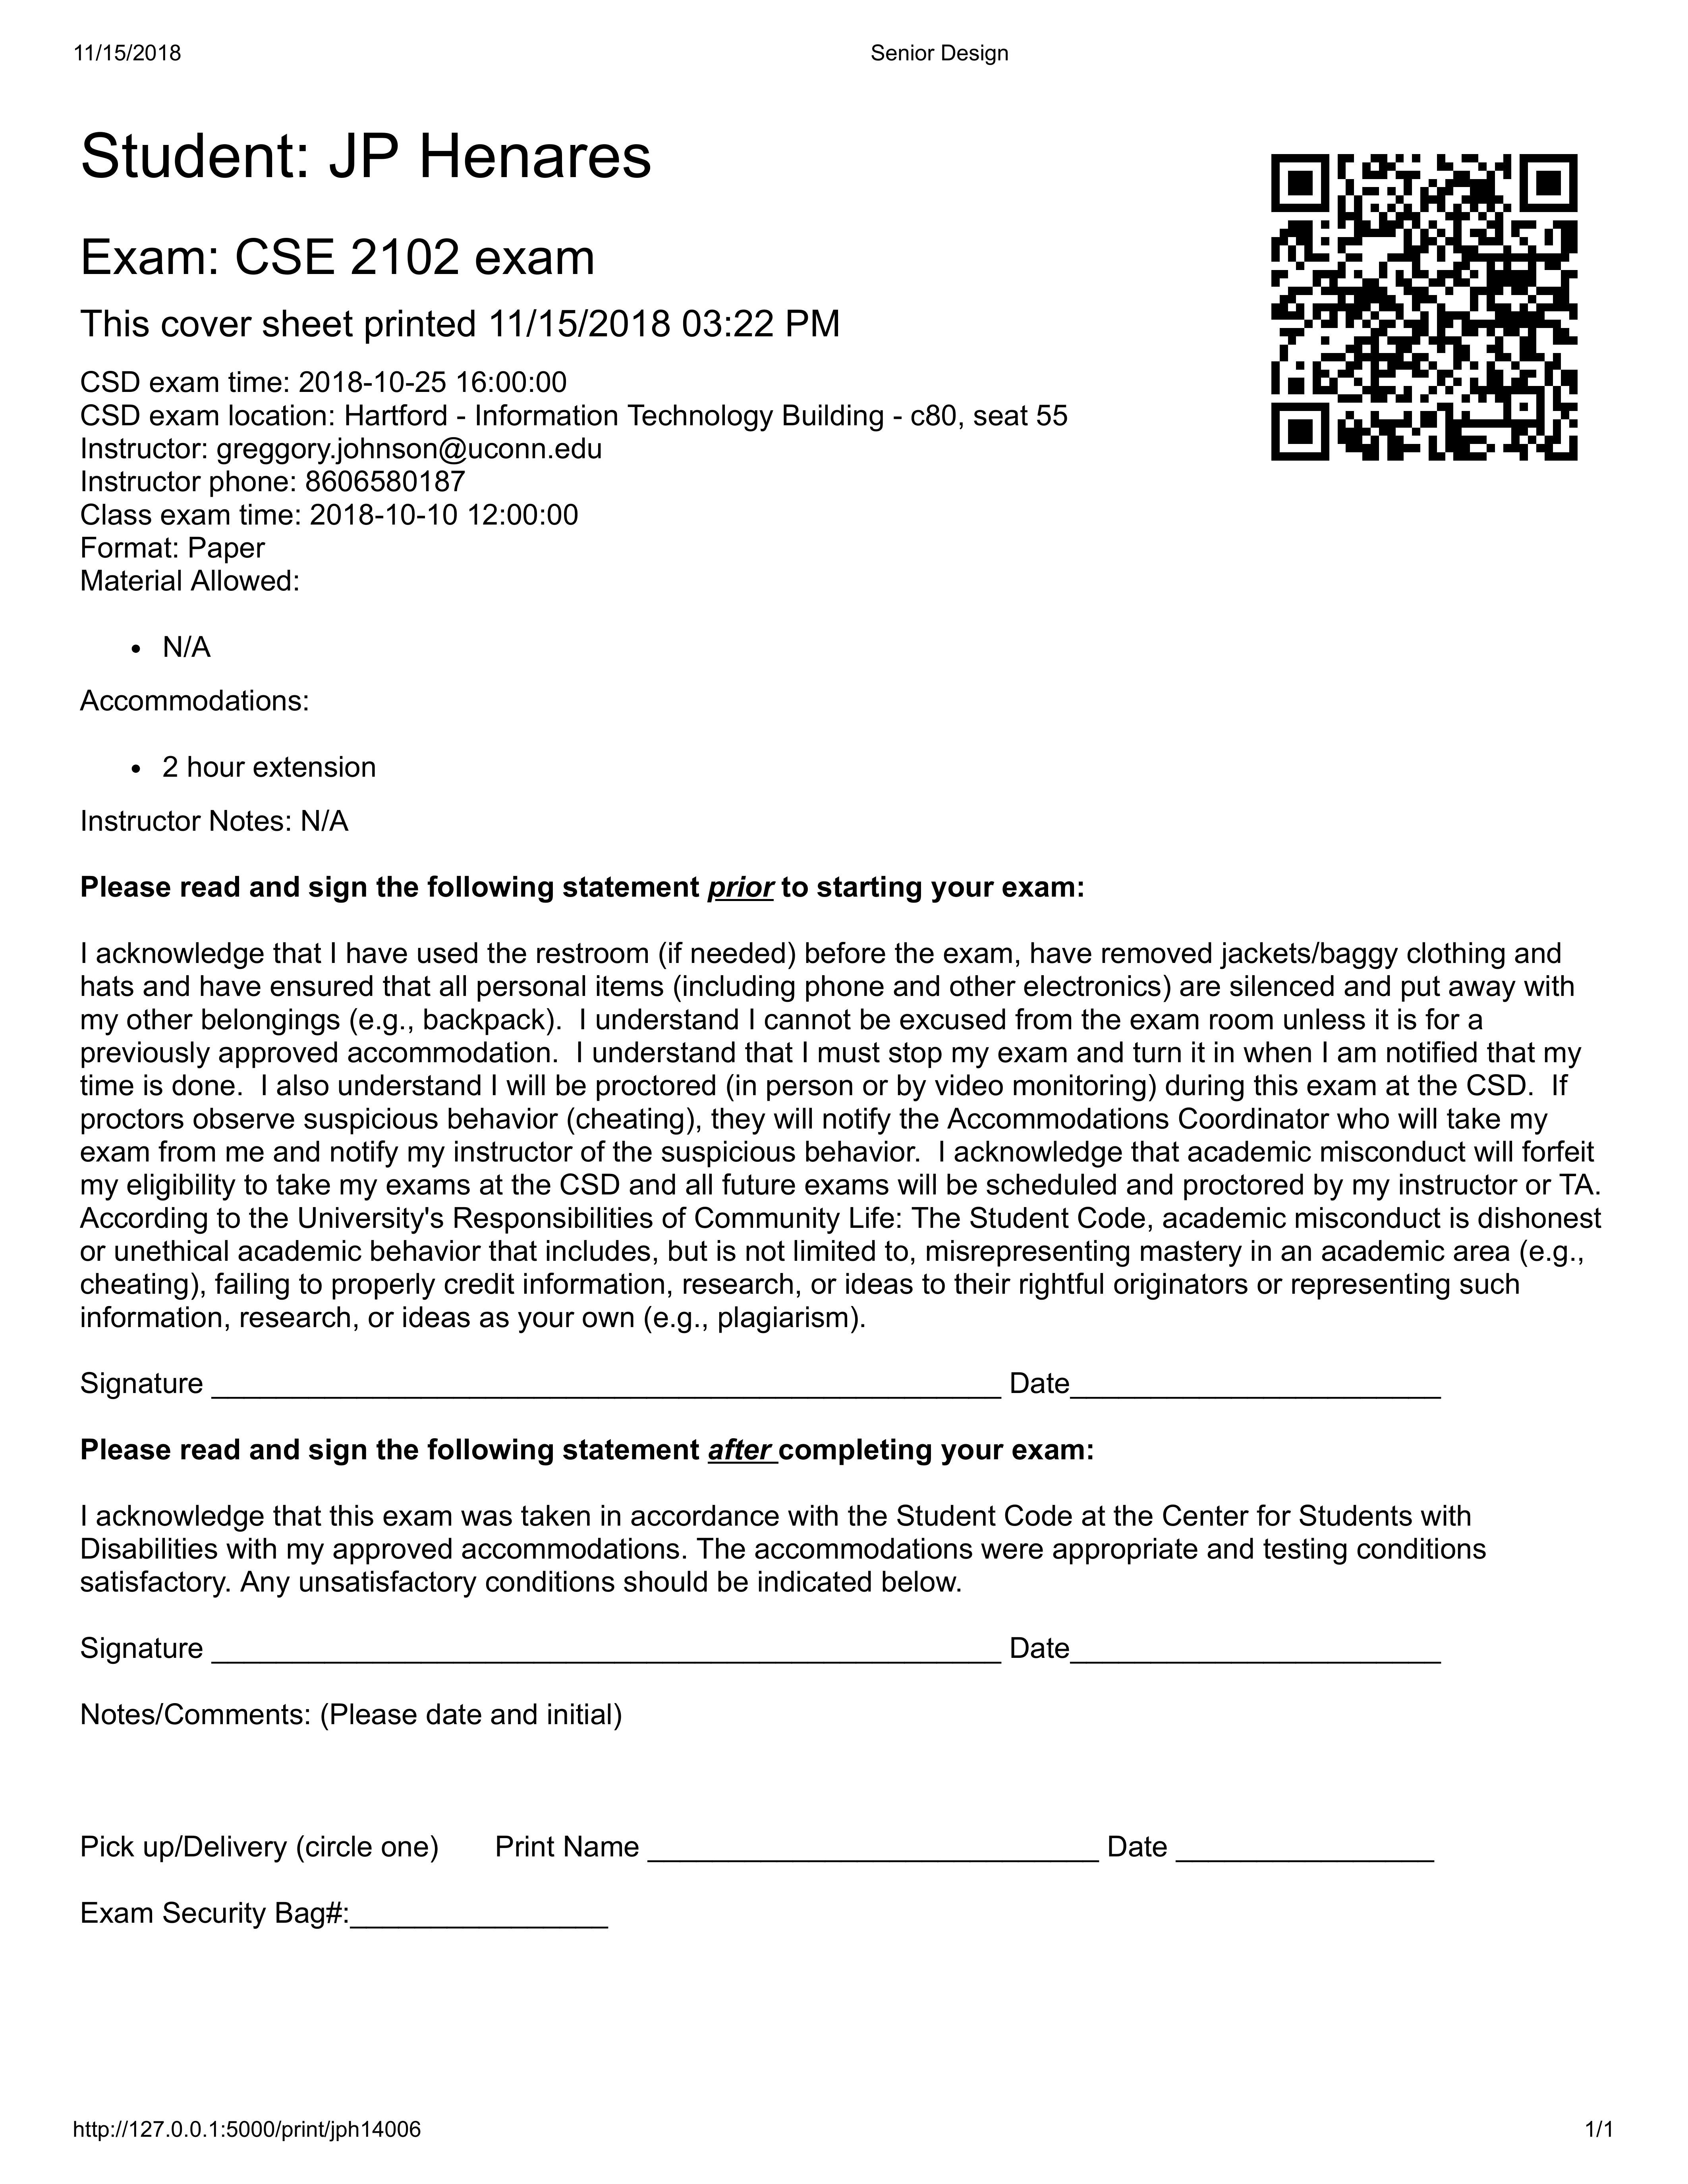 11/15/2018 Senior Design
Student: JP Henares
Exam: CSE 2102 exam
This cover sheet printed 11/15/2018 03:22 PM
CSD exam time: 2018-10-25 16:00:00
CSD exam location: Hartford - Information Technology Building - c80, seat 55
Instructor: greggory.johnson@uconn.edu
Instructor phone: 8606580187
Class exam time: 2018-10-10 12:00:00
Format: Paper
Material Allowed:
• N/A
Accommodations:
• 2 hour extension
Instructor Notes: N/A
Please read and sign the following statement prior to starting your exam:
I acknowledge that I have used the restroom (if needed) before the exam, have removed jackets/baggy clothing and
hats and have ensured that all personal items (including phone and other electronics) are silenced and put away with
my other belongings (e.g., backpack).  I understand I cannot be excused from the exam room unless it is for a
previously approved accommodation.  I understand that I must stop my exam and turn it in when I am notified that my
time is done.  I also understand I will be proctored (in person or by video monitoring) during this exam at the CSD.  If
proctors observe suspicious behavior (cheating), they will notify the Accommodations Coordinator who will take my
exam from me and notify my instructor of the suspicious behavior.  I acknowledge that academic misconduct will forfeit
my eligibility to take my exams at the CSD and all future exams will be scheduled and proctored by my instructor or TA.
According to the University's Responsibilities of Community Life: The Student Code, academic misconduct is dishonest
or unethical academic behavior that includes, but is not limited to, misrepresenting mastery in an academic area (e.g.,
cheating), failing to properly credit information, research, or ideas to their rightful originators or representing such
information, research, or ideas as your own (e.g., plagiarism).
Signature _________________________________________________ Date_______________________
Please read and sign the following statement after completing your exam:
I acknowledge that this exam was taken in accordance with the Student Code at the Center for Students with
Disabilities with my approved accommodations. The accommodations were appropriate and testing conditions
satisfactory. Any unsatisfactory conditions should be indicated below.
Signature _________________________________________________ Date_______________________
Notes/Comments: (Please date and initial)
Pick up/Delivery (circle one) Print Name ____________________________ Date ________________
Exam Security Bag#:________________
http://127.0.0.1:5000/print/jph14006 1/1